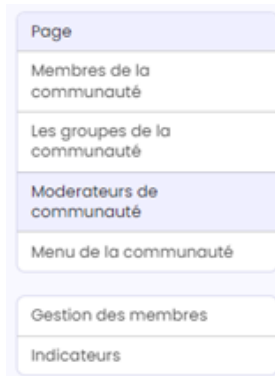 Page
Membres de la
communauté
Les groupes de la
communauté
Moderateurs de
communauté
Menu de la communauté
Gestion des membres
Indicateurs